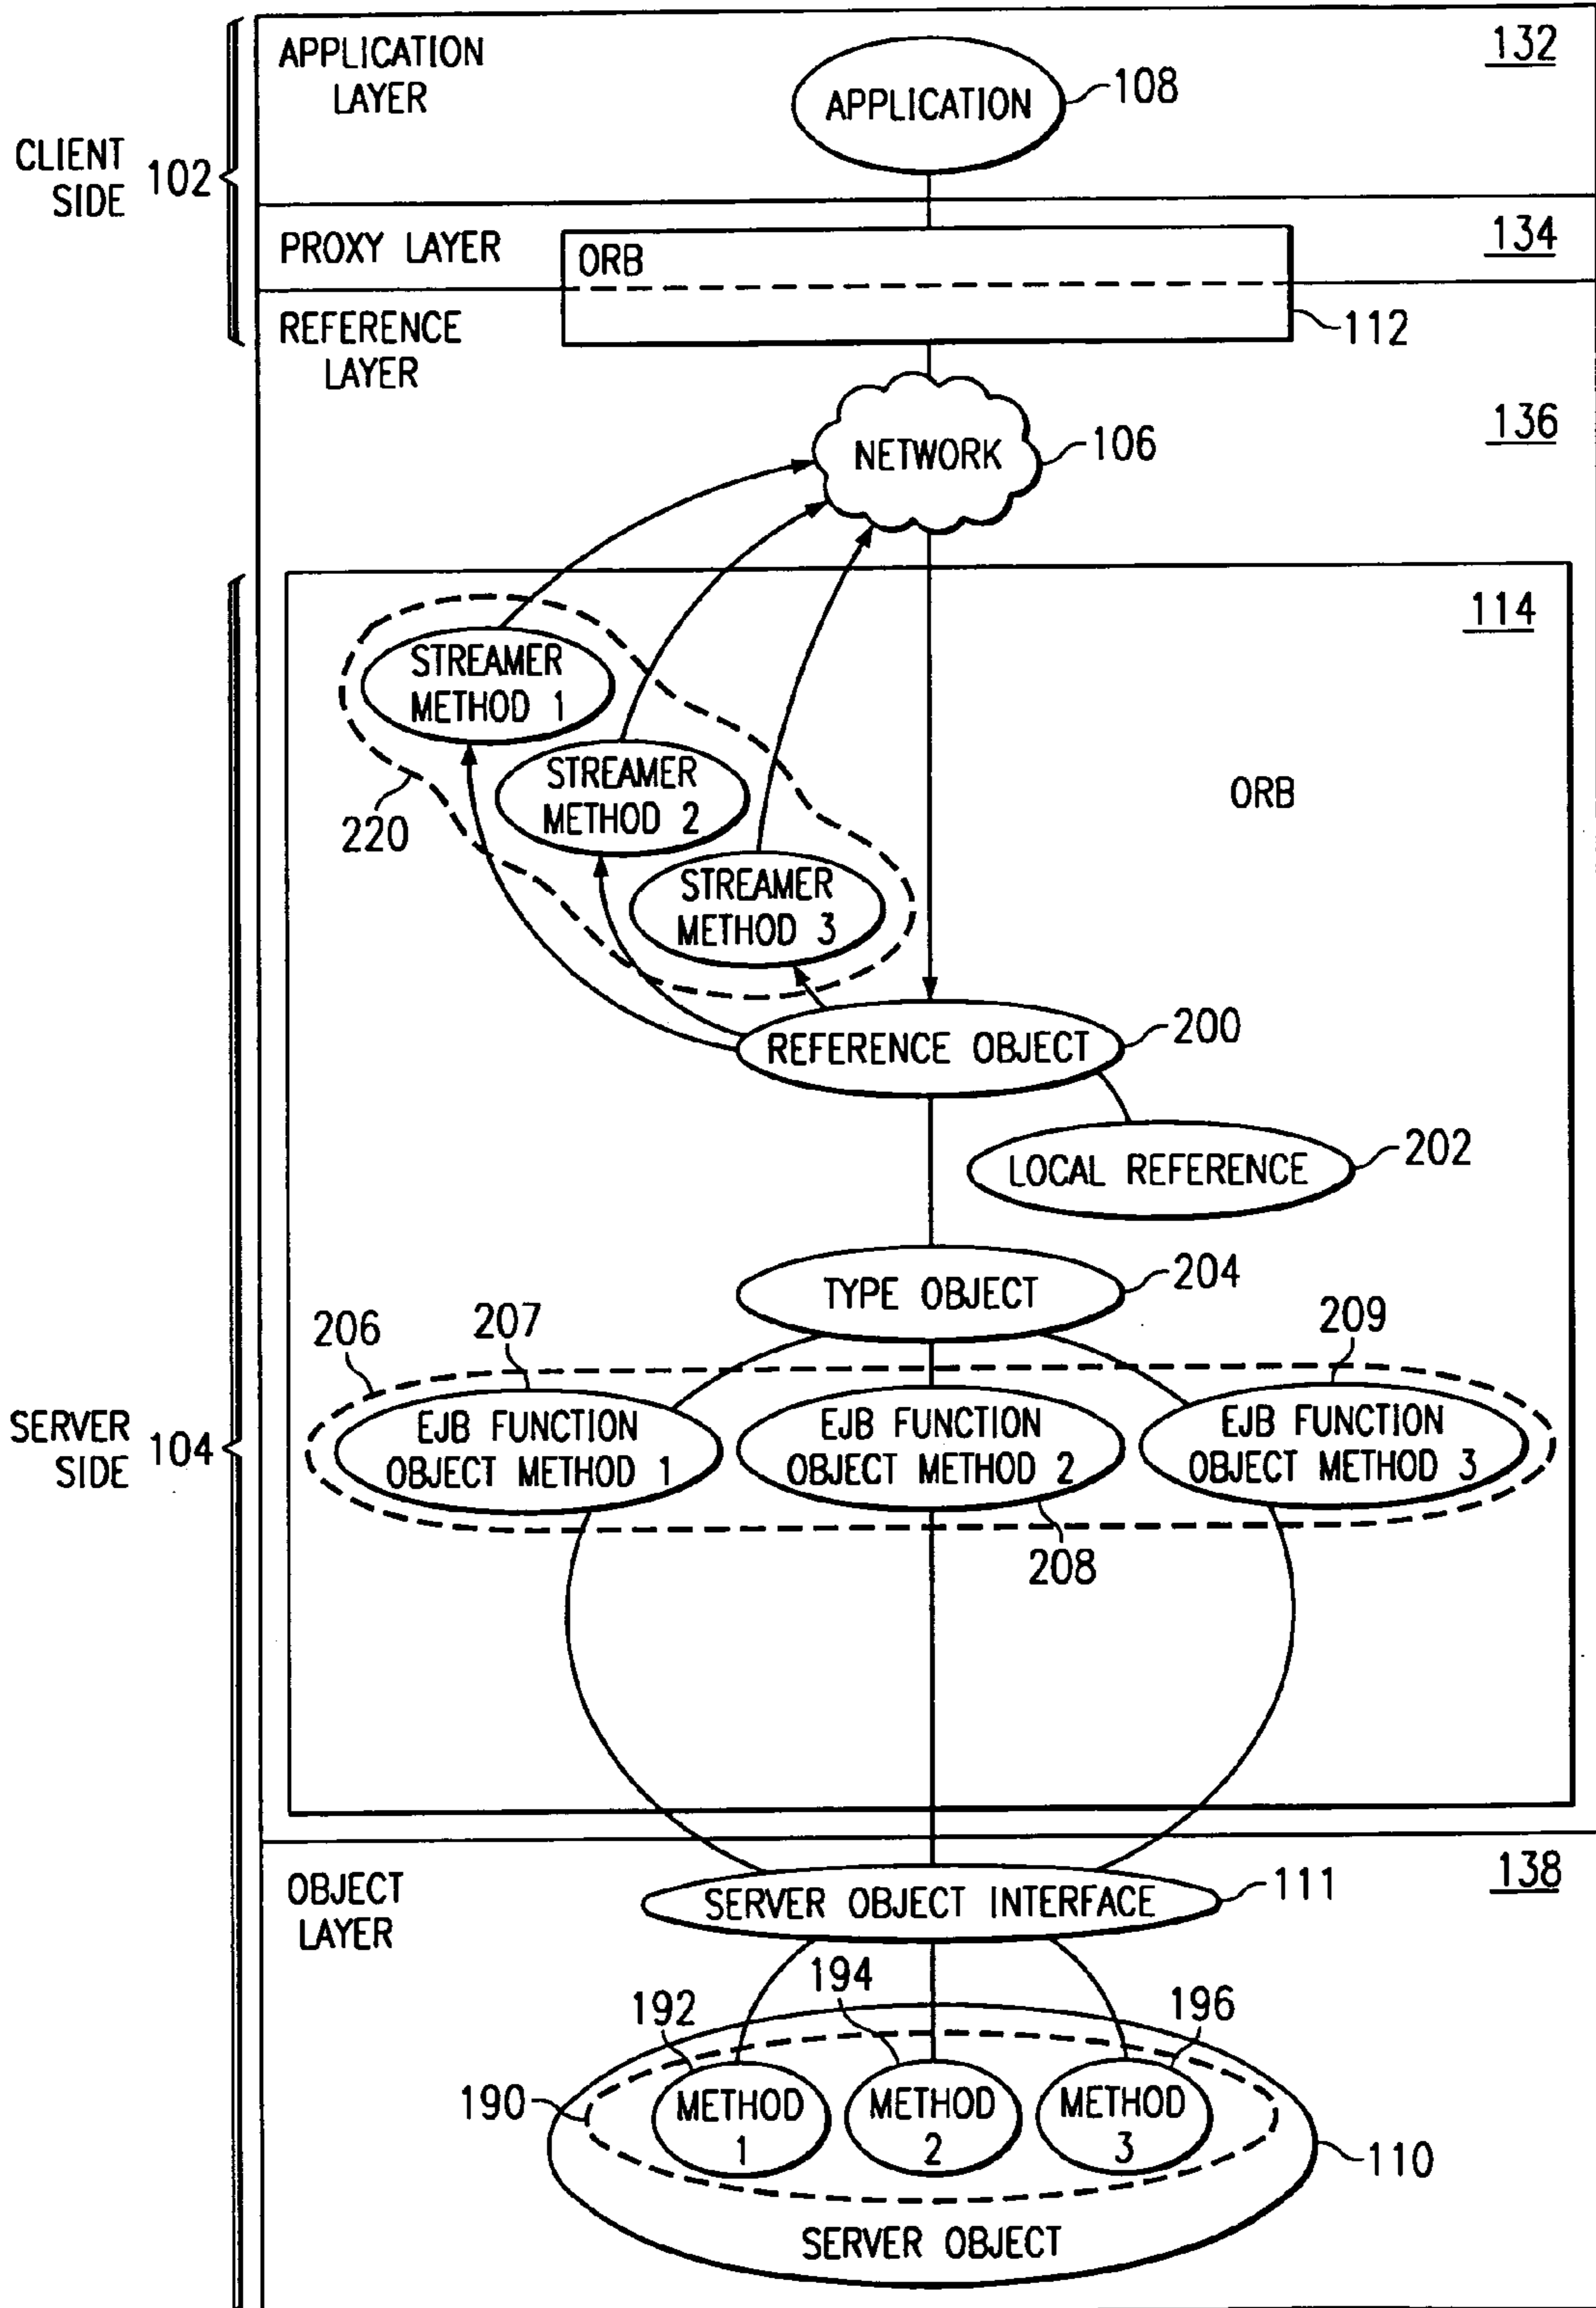 APPLICATION
LAYER
132
APPLICATION
108
CLIENT
SIDE
102
PROXY LAYER
ORB
134
REFERENCE
LAYER
112
NETWORK
106
136
114
STREAMER
METHOD 1
STREAMER
METHOD 2
ORB
220
STREAMER
METHOD 3
REFERENCE OBJECT
200
LOCAL REFERENCE
202
TYPE OBJECT
204
206
207
209
SERVER
SIDE
104
EJB FUNCTION
OBJECT METHOD 1
EJB FUNCTION
OBJECT METHOD 2
EJB FUNCTION
OBJECT METHOD 3
208
OBJECT
LAYER
138
SERVER OBJECT INTERFACE
111
192
194
196
190
METHOD
1
METHOD
2
METHOD
3
110
SERVER OBJECT